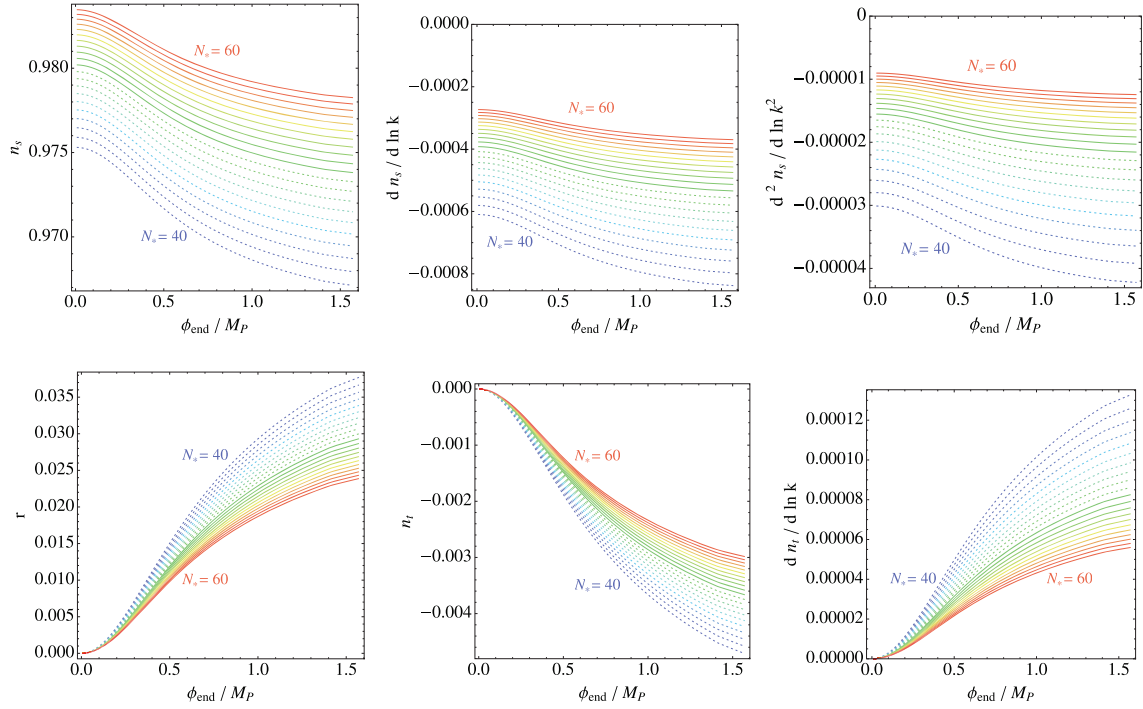 0.980
0.975
0.970
n_s
N_* = 60
N_* = 40
0.0 0.5 1.0 1.5
ϕ_end / M_P
0.0000
−0.0002
−0.0004
−0.0006
−0.0008
d n_s / d ln k
N_* = 60
N_* = 40
0.0 0.5 1.0 1.5
ϕ_end / M_P
0
−0.00001
−0.00002
−0.00003
−0.00004
d² n_s / d ln k²
N_* = 60
N_* = 40
0.0 0.5 1.0 1.5
ϕ_end / M_P
0.035
0.030
0.025
0.020
0.015
0.010
0.005
0.000
r
N_* = 40
N_* = 60
0.0 0.5 1.0 1.5
ϕ_end / M_P
0.000
−0.001
−0.002
−0.003
−0.004
n_t
N_* = 60
N_* = 40
0.0 0.5 1.0 1.5
ϕ_end / M_P
0.00012
0.00010
0.00008
0.00006
0.00004
0.00002
0.00000
d n_t / d ln k
N_* = 40
N_* = 60
0.0 0.5 1.0 1.5
ϕ_end / M_P